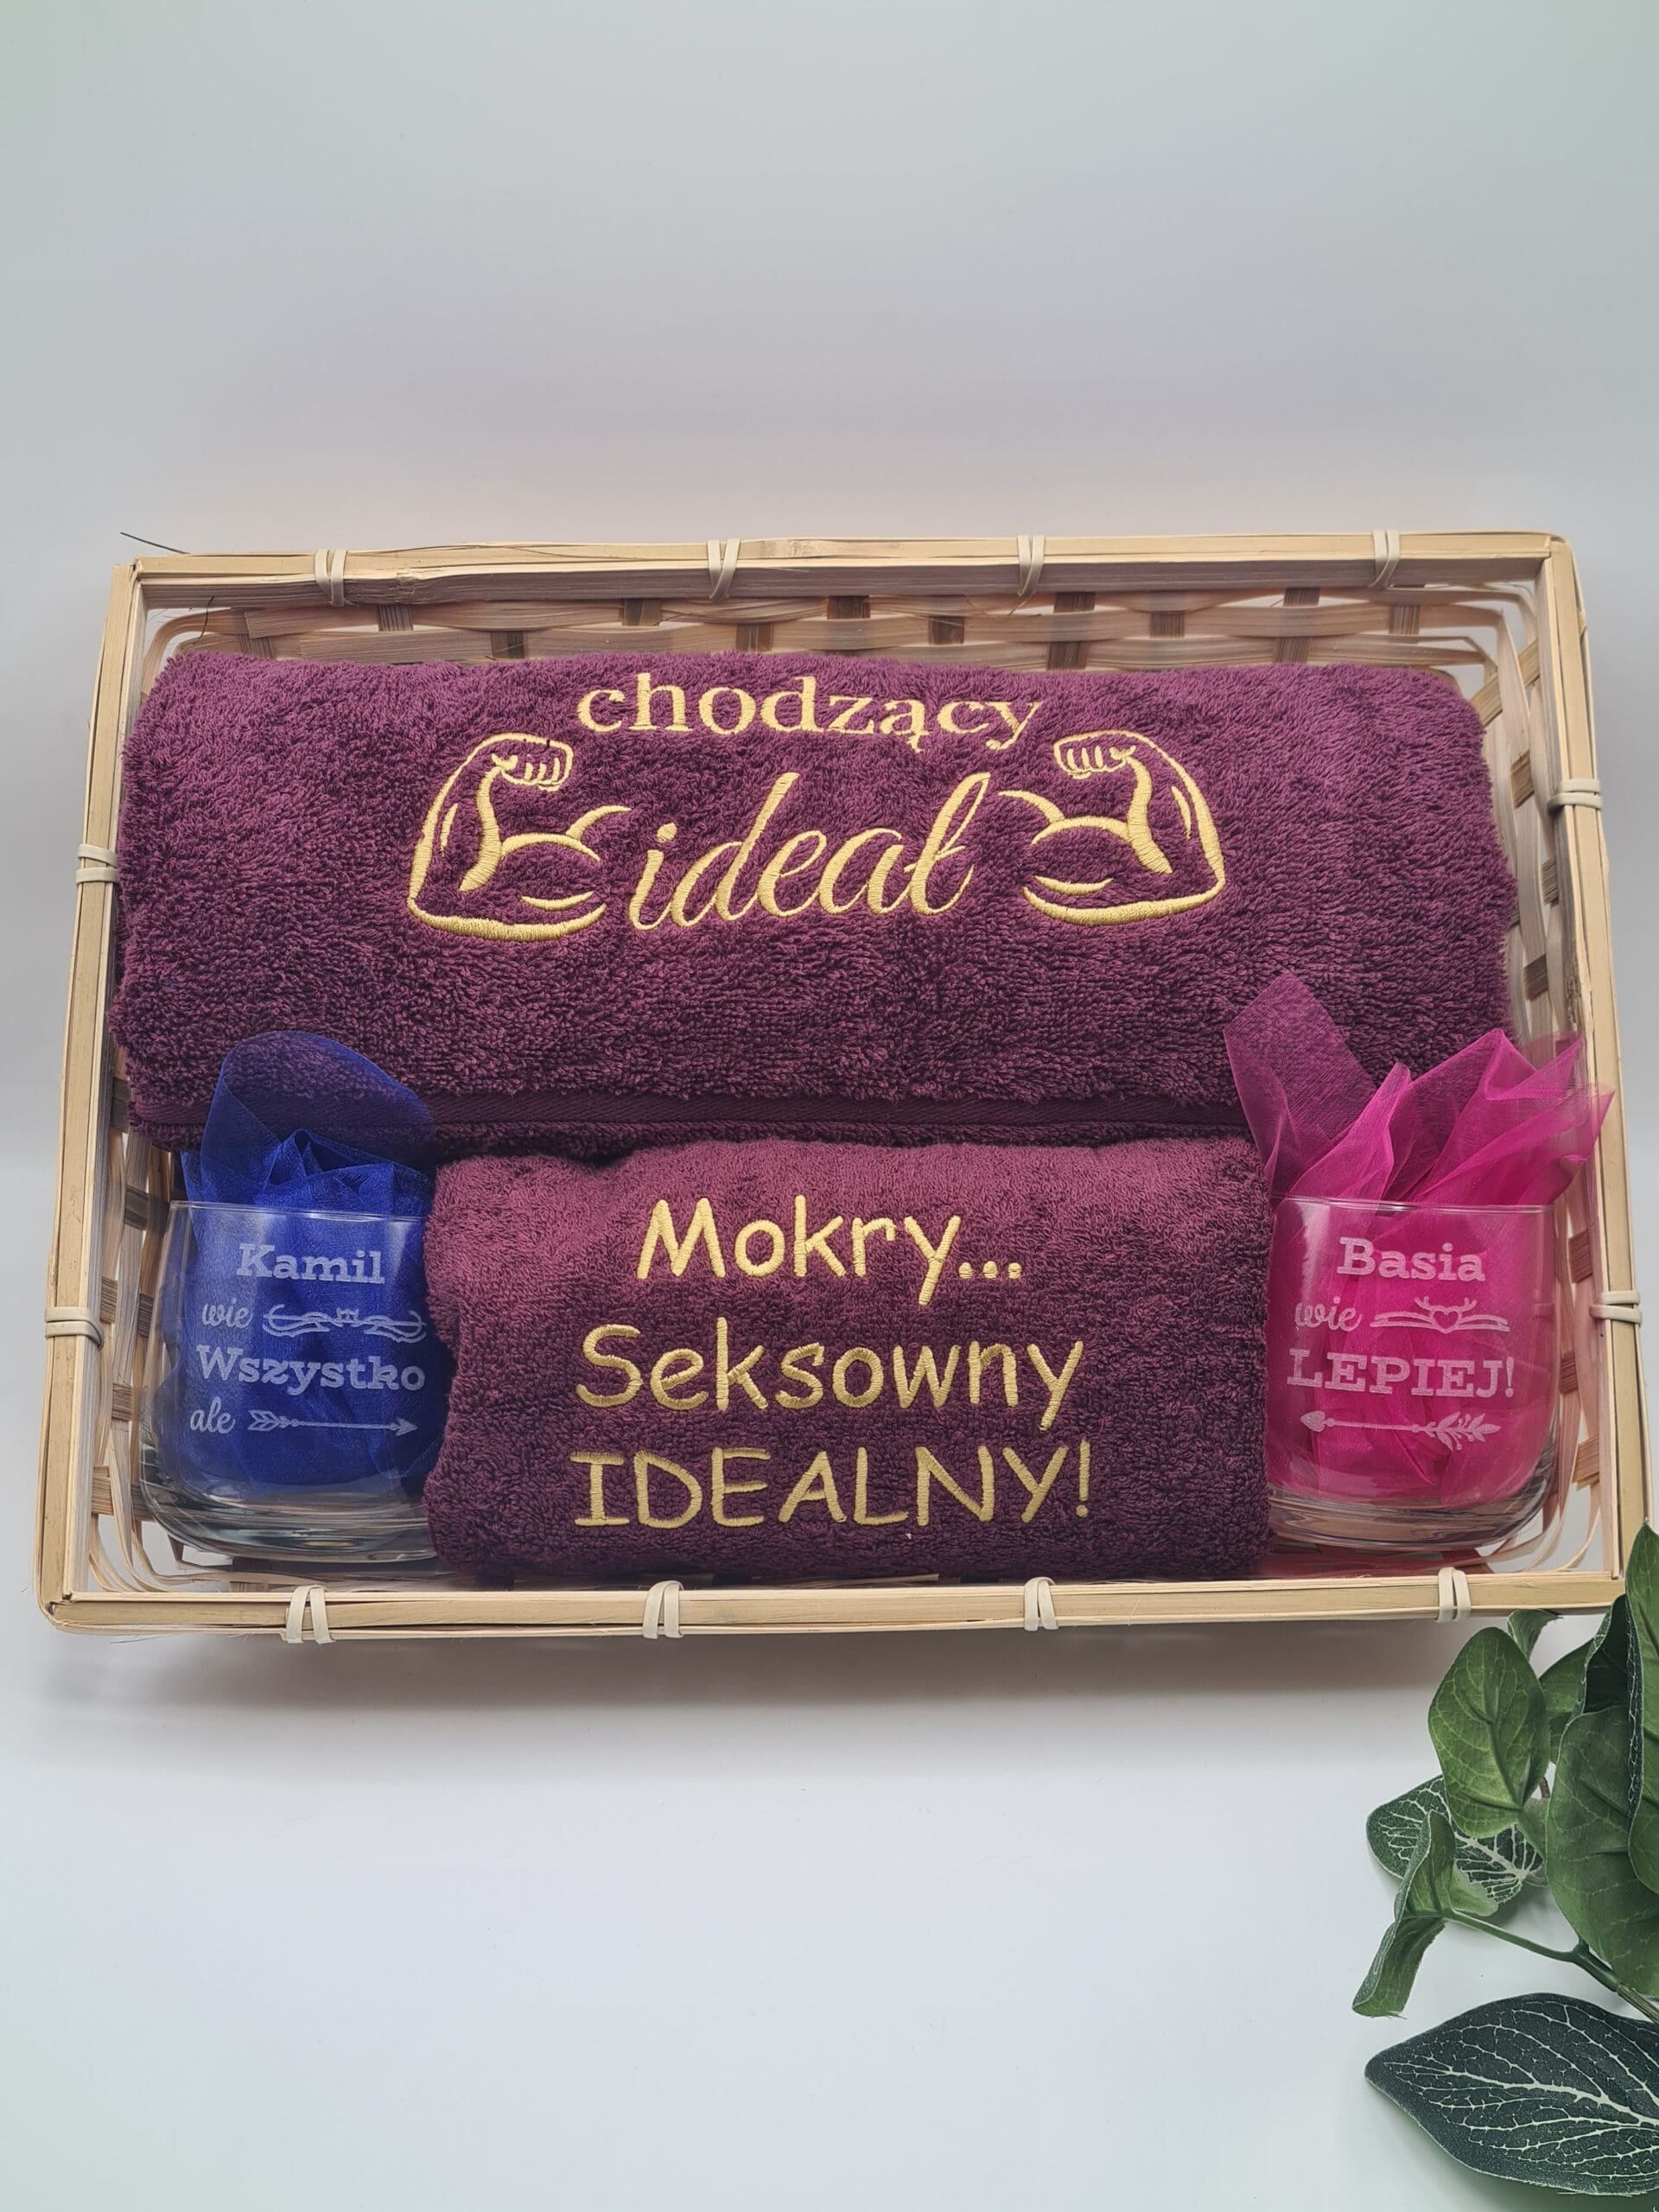 chodzący
ideał
Kamil
wie
Wszystko
ale
Mokry...
Seksowny
IDEALNY!
Basia
wie
LEPIEJ!